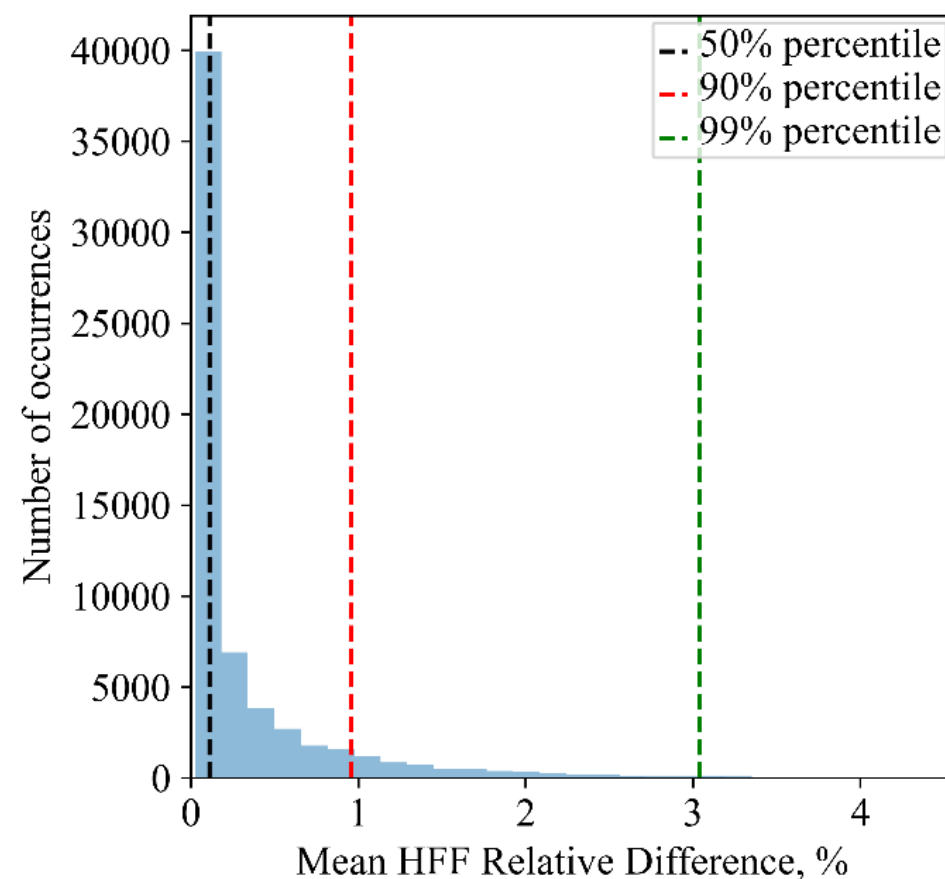 50% percentile
90% percentile
99% percentile
Number of occurrences
40000
35000
30000
25000
20000
15000
10000
5000
0
0 1 2 3 4
Mean HFF Relative Difference, %